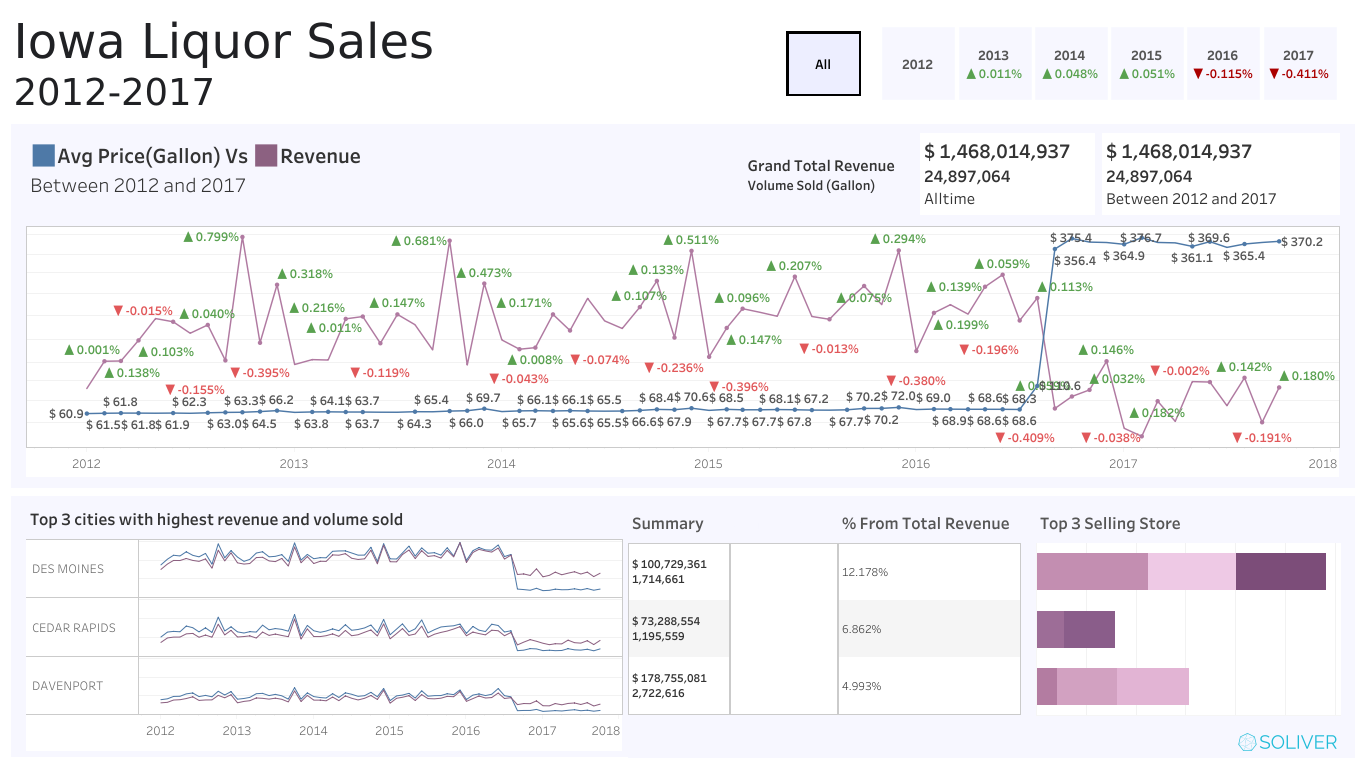 Iowa Liquor Sales
2012-2017
All
2012
2013
▲ 0.011%
2014
▲ 0.048%
2015
▲ 0.051%
2016
▼ -0.115%
2017
▼ -0.411%
Avg Price(Gallon) Vs Revenue
Between 2012 and 2017
Grand Total Revenue
Volume Sold (Gallon)
$ 1,468,014,937
24,897,064
Alltime
$ 1,468,014,937
24,897,064
Between 2012 and 2017
▲ 0.799% ▲ 0.681% ▲ 0.511% ▲ 0.294% $ 375.4 $ 376.7 $ 369.6 $ 370.2
$ 356.4 $ 364.9 $ 361.1 $ 365.4
▲ 0.318% ▲ 0.473% ▲ 0.133% ▲ 0.207% ▲ 0.059%
▼ -0.015% ▲ 0.040% ▲ 0.216% ▲ 0.147% ▲ 0.171% ▲ 0.107% ▲ 0.096% ▲ 0.075% ▲ 0.139% ▲ 0.113%
▲ 0.011% ▲ 0.199%
▲ 0.001% ▲ 0.103% ▲ 0.008% ▼ -0.074% ▲ 0.147% ▼ -0.013% ▼ -0.196% ▲ 0.146%
▲ 0.138% ▼ -0.395% ▼ -0.119% ▼ -0.043% ▼ -0.236% ▼ -0.380% ▲ 0.032% ▼ -0.002% ▲ 0.142% ▲ 0.180%
▼ -0.155% ▼ -0.396% $ 110.6
$ 60.9 $ 61.8 $ 62.3 $ 63.3 $ 66.2 $ 64.1 $ 63.7 $ 65.4 $ 69.7 $ 66.1 $ 66.1 $ 65.5 $ 68.4 $ 70.6 $ 68.5 $ 68.1 $ 67.2 $ 70.2 $ 72.0 $ 69.0 $ 68.6 $ 68.3
$ 61.5 $ 61.8 $ 61.9 $ 63.0 $ 64.5 $ 63.8 $ 63.7 $ 64.3 $ 66.0 $ 65.7 $ 65.6 $ 65.5 $ 66.6 $ 67.9 $ 67.7 $ 67.7 $ 67.8 $ 67.7 $ 70.2 $ 68.9 $ 68.6 $ 68.6 ▲ 0.182%
▼ -0.409% ▼ -0.038% ▼ -0.191%
2012 2013 2014 2015 2016 2017 2018
Top 3 cities with highest revenue and volume sold
DES MOINES
CEDAR RAPIDS
DAVENPORT
2012 2013 2014 2015 2016 2017 2018
Summary
$ 100,729,361
1,714,661
$ 73,288,554
1,195,559
$ 178,755,081
2,722,616
% From Total Revenue
12.178%
6.862%
4.993%
Top 3 Selling Store
SOLIVER